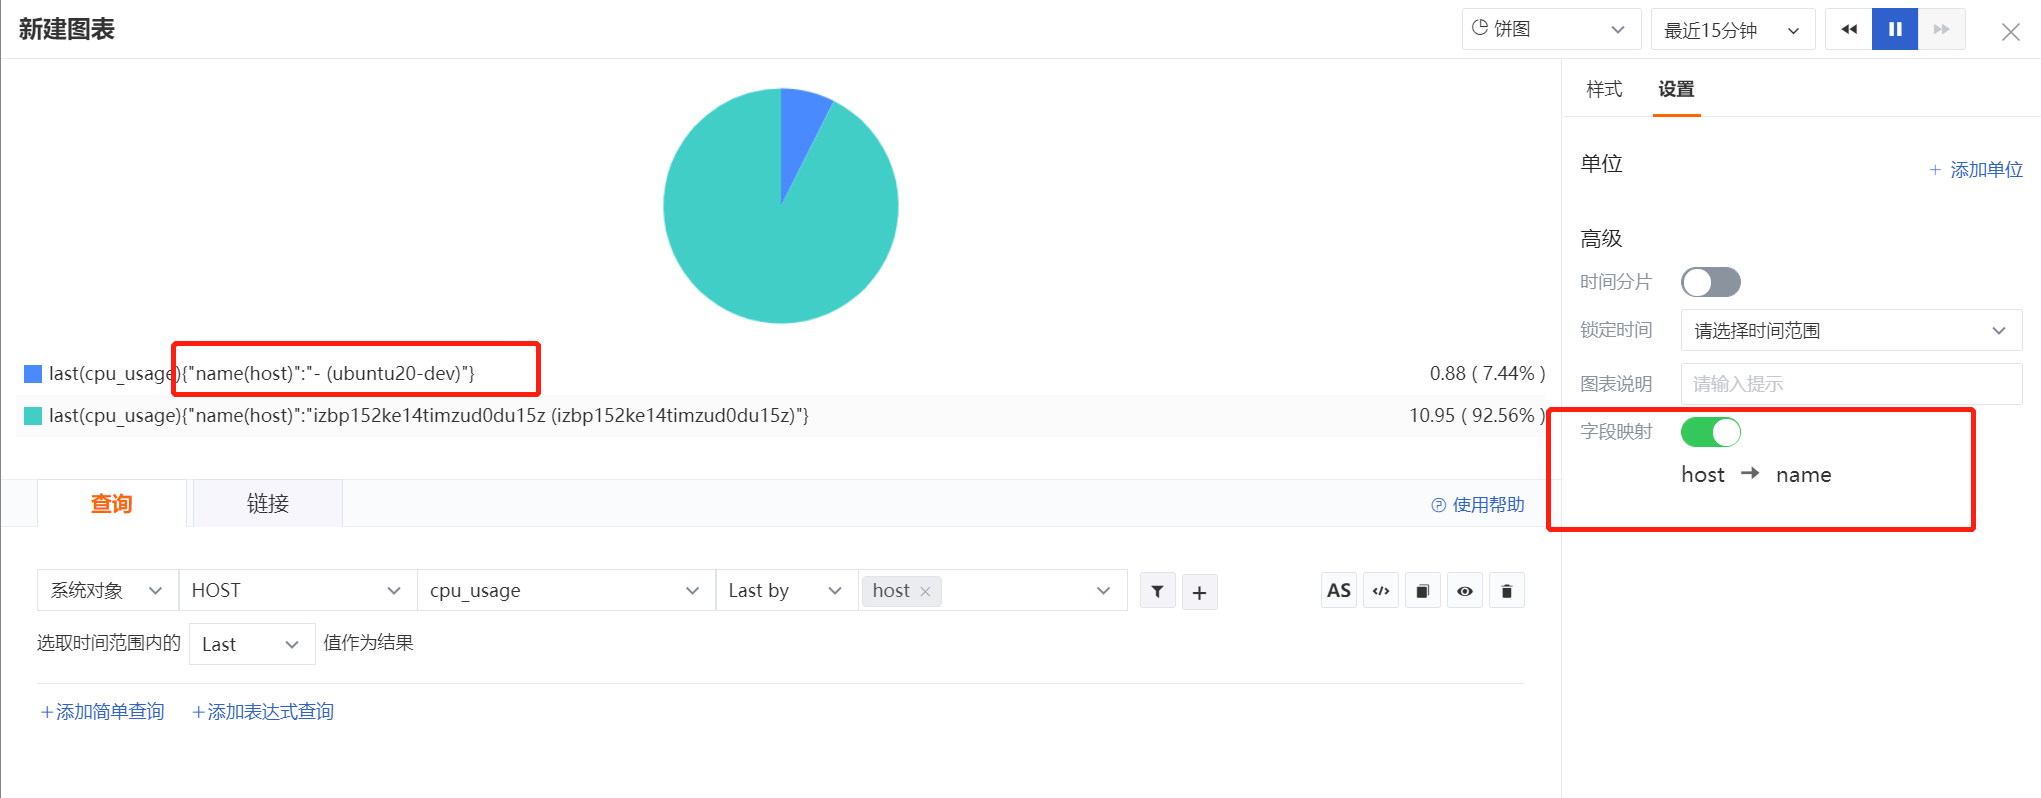 新建图表
饼图
最近15分钟
样式
设置
单位
+ 添加单位
高级
时间分片
锁定时间
请选择时间范围
图表说明
请输入提示
字段映射
host → name
last(cpu_usage){"name(host)":"- (ubuntu20-dev)"}
0.88 ( 7.44% )
last(cpu_usage){"name(host)":"izbp152ke14timzud0du15z (izbp152ke14timzud0du15z)"}
10.95 ( 92.56% )
查询
链接
使用帮助
系统对象
HOST
cpu_usage
Last by
host ×
+
AS
</>
选取时间范围内的 Last 值作为结果
+添加简单查询
+添加表达式查询